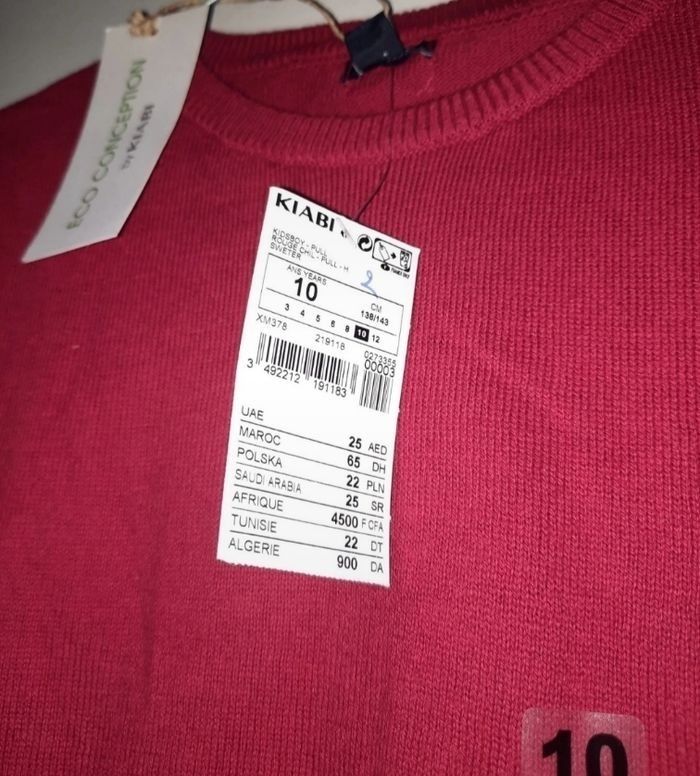 ECO CONCEPTION
by KIABI
KIABI
KIDSBOY - PULL
ROUGE CHIL - PULL - H
SWETER
ANS YEARS
10
2
CM
138/143
3 4 5 6 8 10 12
XM378
219118
0273355
00003
3 492212 191183
UAE 25 AED
MAROC 65 DH
POLSKA 22 PLN
SAUDI ARABIA 25 SR
AFRIQUE 4500 F CFA
TUNISIE 22 DT
ALGERIE 900 DA
10